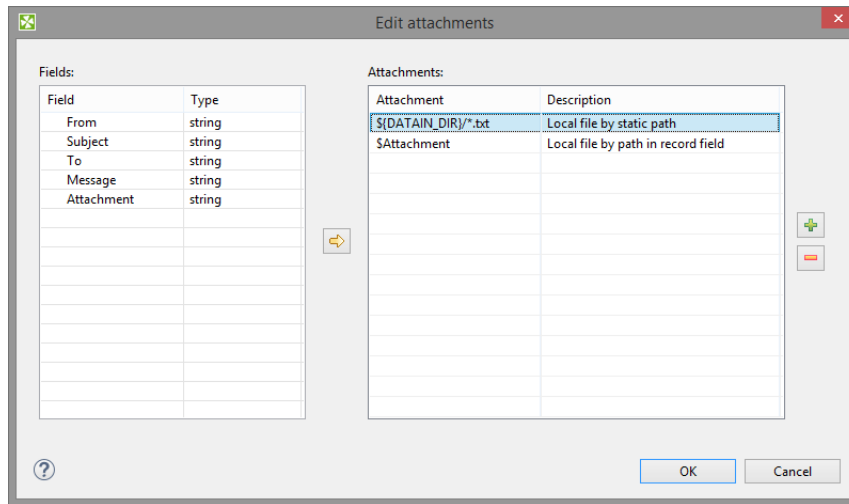 Edit attachments
Fields:
Attachments:
Field Type
From string
Subject string
To string
Message string
Attachment string
Attachment Description
${DATAIN_DIR}/*.txt Local file by static path
$Attachment Local file by path in record field
OK
Cancel